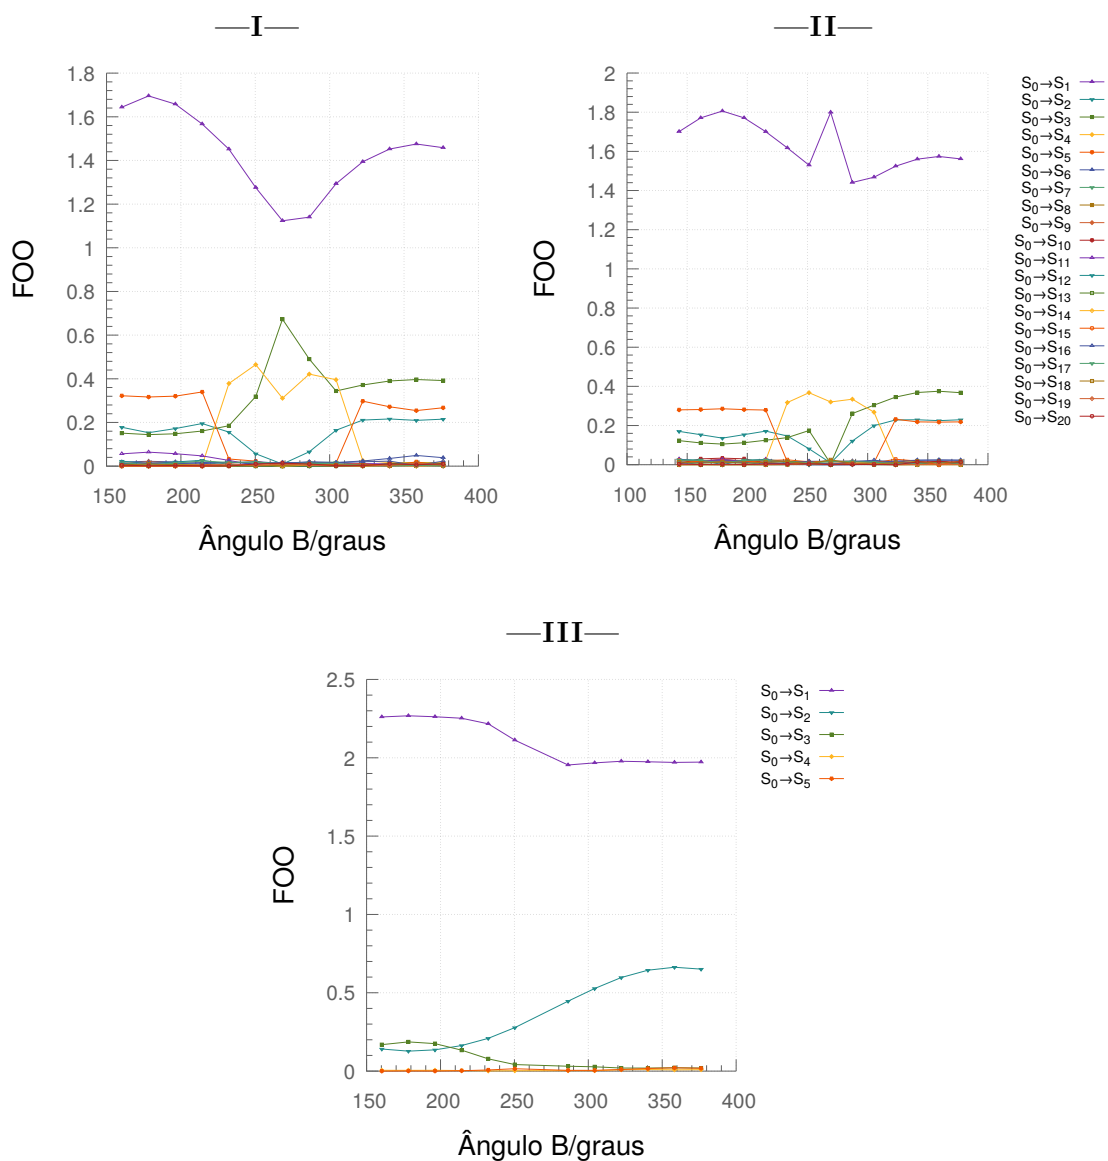 —I—
1.8
1.6
1.4
1.2
1
0.8
0.6
0.4
0.2
0
150 200 250 300 350 400
FOO
Ângulo B/graus
—II—
2
1.8
1.6
1.4
1.2
1
0.8
0.6
0.4
0.2
0
100 150 200 250 300 350 400
FOO
Ângulo B/graus
S0→S1
S0→S2
S0→S3
S0→S4
S0→S5
S0→S6
S0→S7
S0→S8
S0→S9
S0→S10
S0→S11
S0→S12
S0→S13
S0→S14
S0→S15
S0→S16
S0→S17
S0→S18
S0→S19
S0→S20
—III—
2.5
2
1.5
1
0.5
0
150 200 250 300 350 400
FOO
Ângulo B/graus
S0→S1
S0→S2
S0→S3
S0→S4
S0→S5